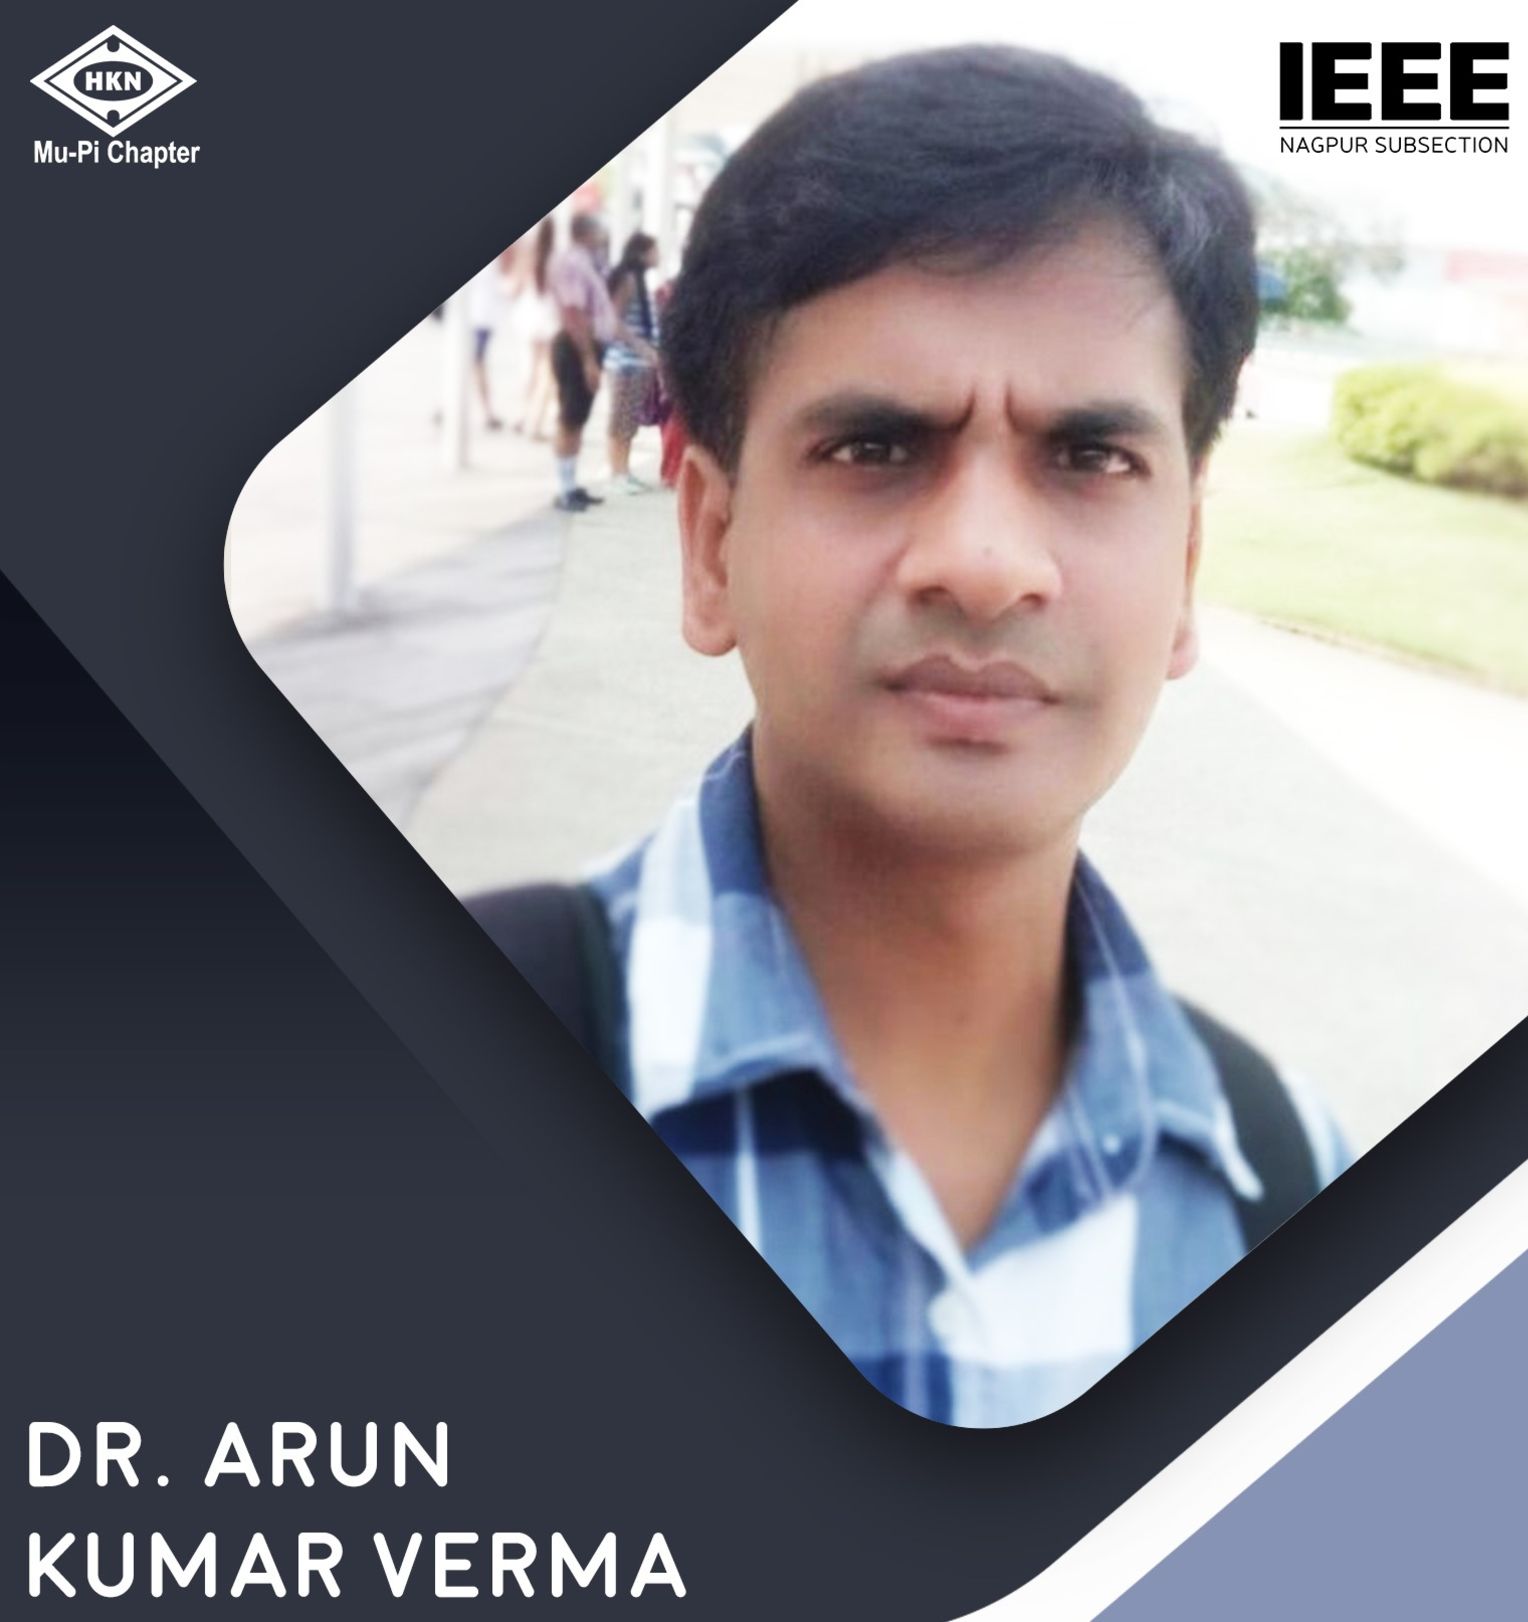 HKN
Mu-Pi Chapter
IEEE
NAGPUR SUBSECTION
DR. ARUN
KUMAR VERMA